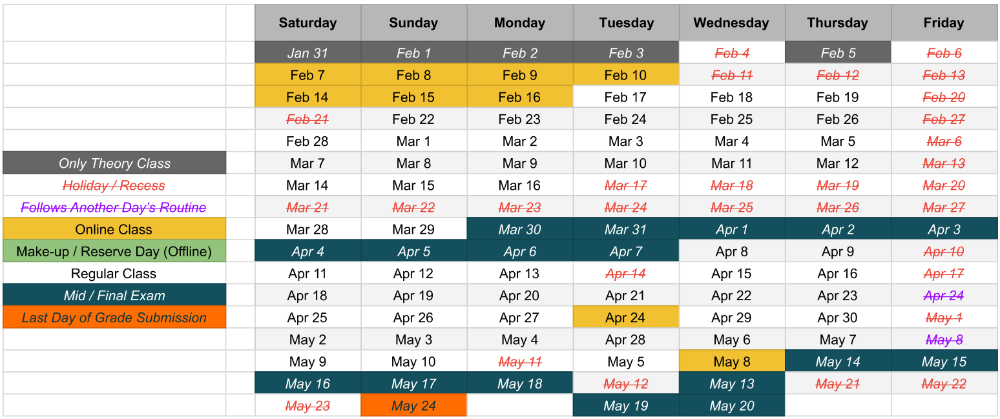 Saturday Sunday Monday Tuesday Wednesday Thursday Friday
Jan 31 Feb 1 Feb 2 Feb 3 Feb 4 Feb 5 Feb 6
Feb 7 Feb 8 Feb 9 Feb 10 Feb 11 Feb 12 Feb 13
Feb 14 Feb 15 Feb 16 Feb 17 Feb 18 Feb 19 Feb 20
Feb 21 Feb 22 Feb 23 Feb 24 Feb 25 Feb 26 Feb 27
Feb 28 Mar 1 Mar 2 Mar 3 Mar 4 Mar 5 Mar 6
Only Theory Class Mar 7 Mar 8 Mar 9 Mar 10 Mar 11 Mar 12 Mar 13
Holiday / Recess Mar 14 Mar 15 Mar 16 Mar 17 Mar 18 Mar 19 Mar 20
Follows Another Day's Routine Mar 21 Mar 22 Mar 23 Mar 24 Mar 25 Mar 26 Mar 27
Online Class Mar 28 Mar 29 Mar 30 Mar 31 Apr 1 Apr 2 Apr 3
Make-up / Reserve Day (Offline) Apr 4 Apr 5 Apr 6 Apr 7 Apr 8 Apr 9 Apr 10
Regular Class Apr 11 Apr 12 Apr 13 Apr 14 Apr 15 Apr 16 Apr 17
Mid / Final Exam Apr 18 Apr 19 Apr 20 Apr 21 Apr 22 Apr 23 Apr 24
Last Day of Grade Submission Apr 25 Apr 26 Apr 27 Apr 24 Apr 29 Apr 30 May 1
May 2 May 3 May 4 Apr 28 May 6 May 7 May 8
May 9 May 10 May 11 May 5 May 8 May 14 May 15
May 16 May 17 May 18 May 12 May 13 May 21 May 22
May 23 May 24 May 19 May 20